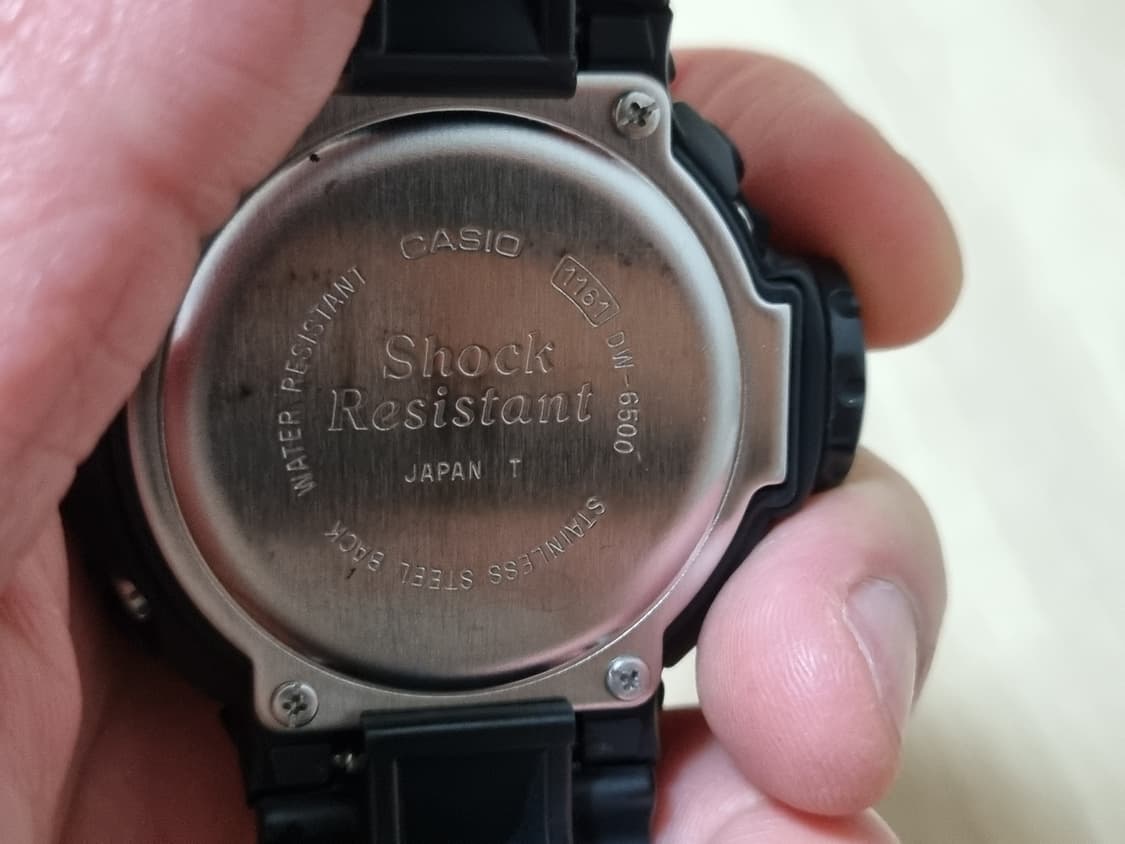 CASIO
1161 DW-6500
WATER RESISTANT
Shock
Resistant
JAPAN T
STAINLESS STEEL BACK